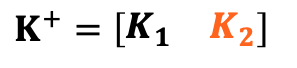 K⁺ = [K₁ K₂]